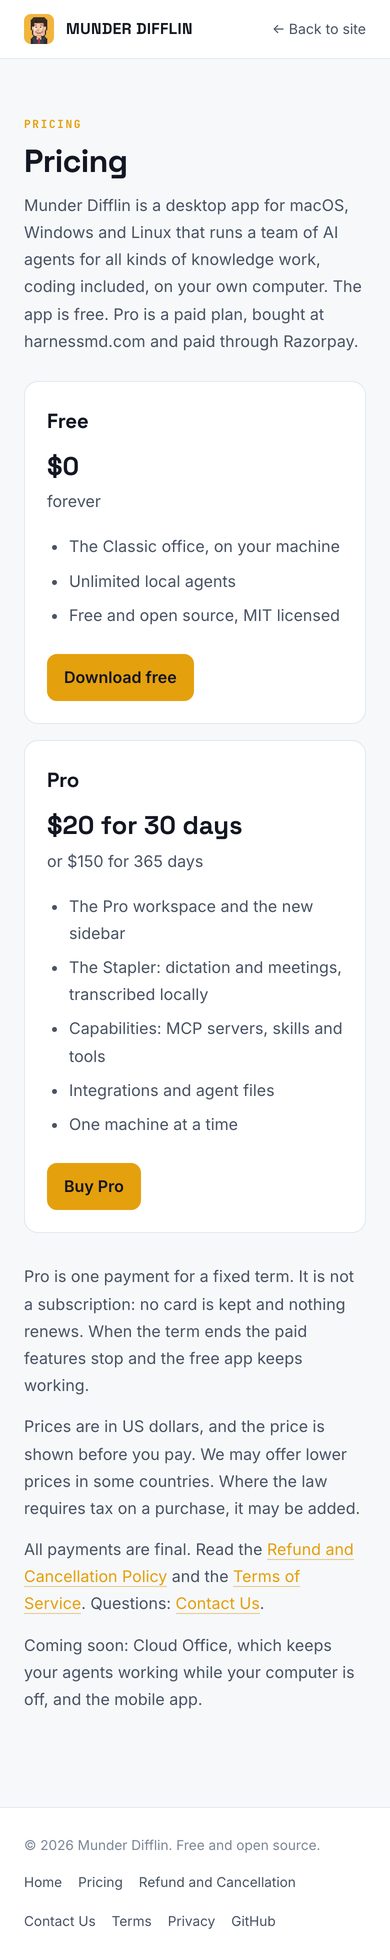 MUNDER DIFFLIN
← Back to site
PRICING
Pricing
Munder Difflin is a desktop app for macOS,
Windows and Linux that runs a team of AI
agents for all kinds of knowledge work,
coding included, on your own computer. The
app is free. Pro is a paid plan, bought at
harnessmd.com and paid through Razorpay.
Free
$0
forever
• The Classic office, on your machine
• Unlimited local agents
• Free and open source, MIT licensed
Download free
Pro
$20 for 30 days
or $150 for 365 days
• The Pro workspace and the new
sidebar
• The Stapler: dictation and meetings,
transcribed locally
• Capabilities: MCP servers, skills and
tools
• Integrations and agent files
• One machine at a time
Buy Pro
Pro is one payment for a fixed term. It is not
a subscription: no card is kept and nothing
renews. When the term ends the paid
features stop and the free app keeps
working.
Prices are in US dollars, and the price is
shown before you pay. We may offer lower
prices in some countries. Where the law
requires tax on a purchase, it may be added.
All payments are final. Read the Refund and
Cancellation Policy and the Terms of
Service. Questions: Contact Us.
Coming soon: Cloud Office, which keeps
your agents working while your computer is
off, and the mobile app.
© 2026 Munder Difflin. Free and open source.
Home Pricing Refund and Cancellation
Contact Us Terms Privacy GitHub